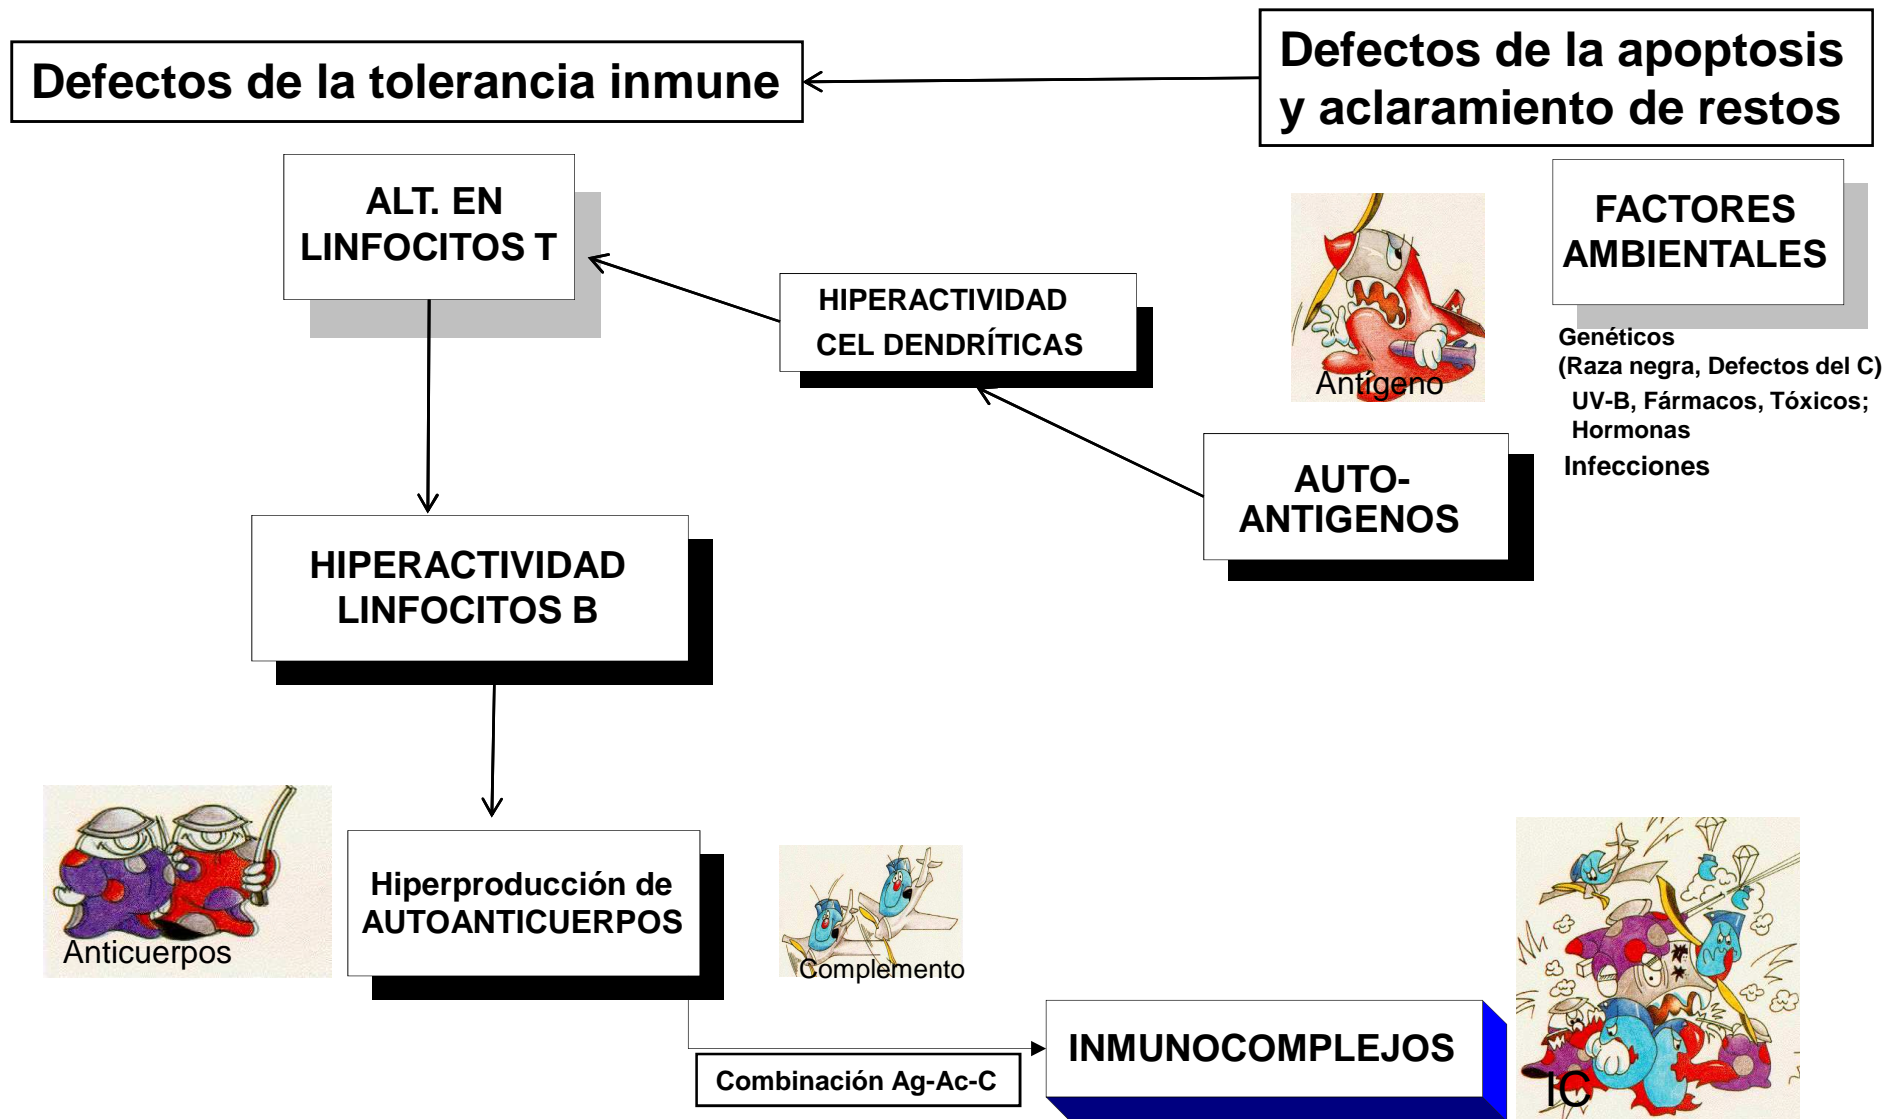 Defectos de la tolerancia inmune
Defectos de la apoptosis
y aclaramiento de restos
ALT. EN
LINFOCITOS T
HIPERACTIVIDAD
CEL DENDRÍTICAS
Antígeno
FACTORES
AMBIENTALES
Genéticos
(Raza negra, Defectos del C)
UV-B, Fármacos, Tóxicos;
Hormonas
Infecciones
AUTO-
ANTIGENOS
HIPERACTIVIDAD
LINFOCITOS B
Anticuerpos
Hiperproducción de
AUTOANTICUERPOS
Complemento
Combinación Ag-Ac-C
INMUNOCOMPLEJOS
IC